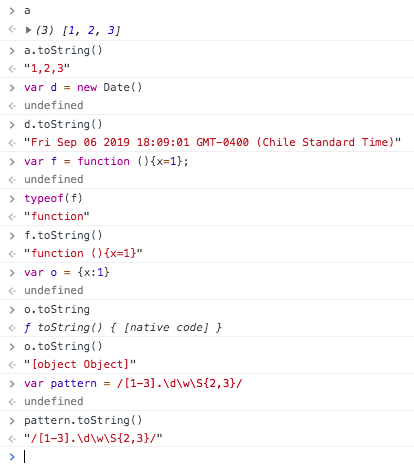 a
(3) [1, 2, 3]
a.toString()
"1,2,3"
var d = new Date()
undefined
d.toString()
"Fri Sep 06 2019 18:09:01 GMT-0400 (Chile Standard Time)"
var f = function (){x=1};
undefined
typeof(f)
"function"
f.toString()
"function (){x=1}"
var o = {x:1}
undefined
o.toString
ƒ toString() { [native code] }
o.toString()
"[object Object]"
var pattern = /[1-3].\d\w\S{2,3}/
undefined
pattern.toString()
"/[1-3].\d\w\S{2,3}/"